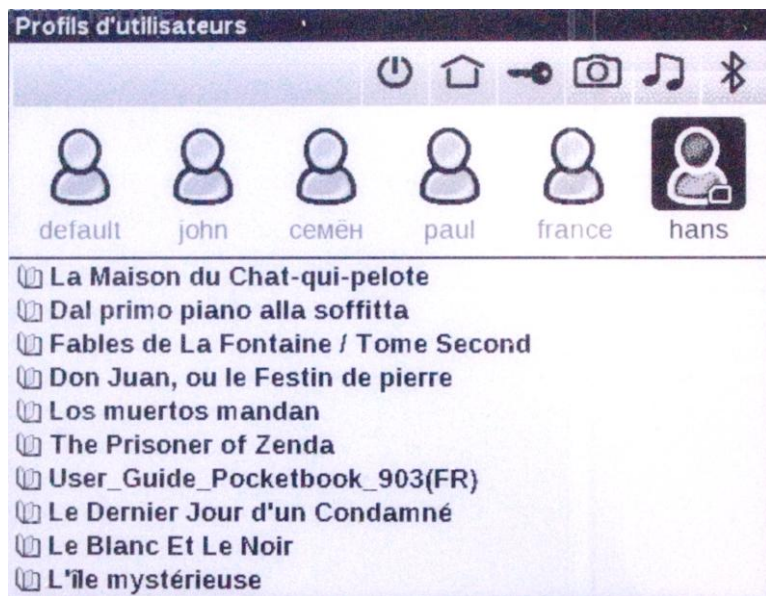 Profils d'utilisateurs
default john семён paul france hans
La Maison du Chat-qui-pelote
Dal primo piano alla soffitta
Fables de La Fontaine / Tome Second
Don Juan, ou le Festin de pierre
Los muertos mandan
The Prisoner of Zenda
User_Guide_Pocketbook_903(FR)
Le Dernier Jour d'un Condamné
Le Blanc Et Le Noir
L'île mystérieuse